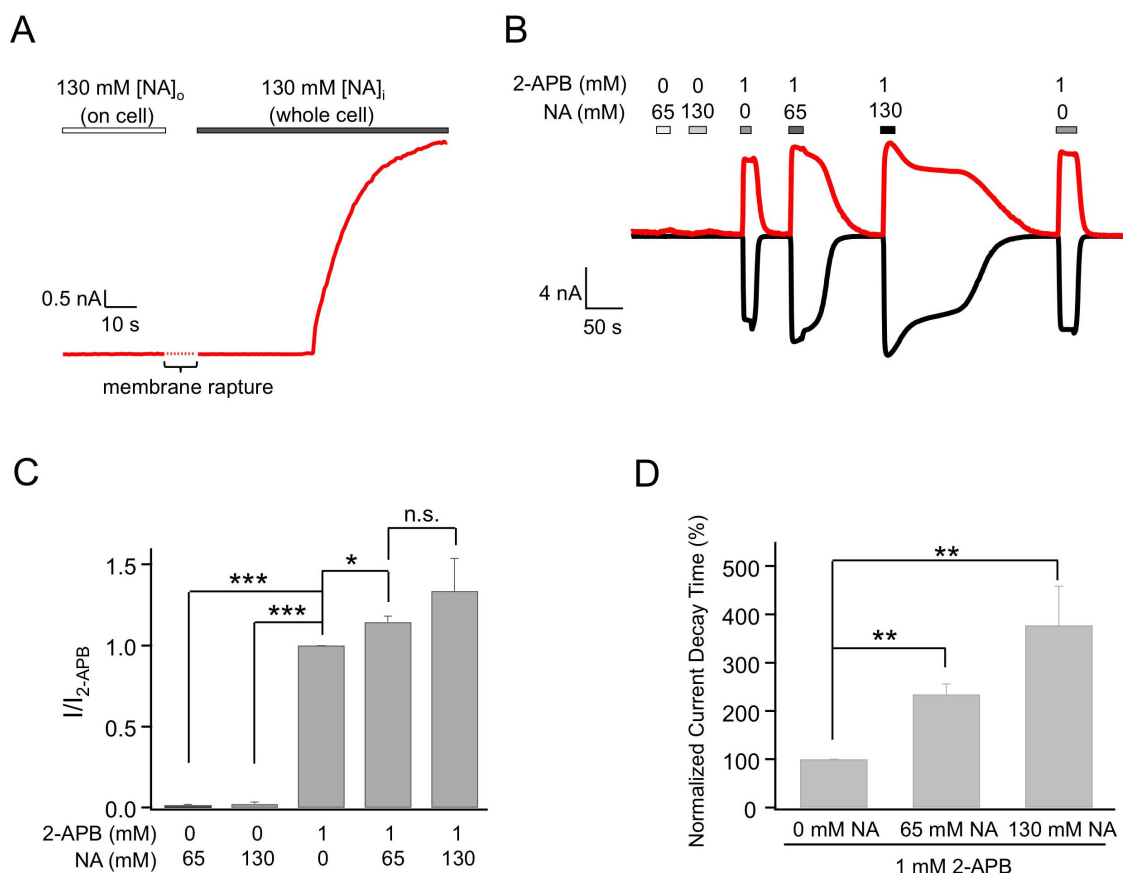 A
130 mM [NA]o 130 mM [NA]i
(on cell) (whole cell)
0.5 nA
10 s
membrane rapture
B
2-APB (mM) 0 0 1 1 1 1
NA (mM) 65 130 0 65 130 0
4 nA
50 s
C
n.s.
*
***
***
1.5
1.0
0.5
0.0
I/I2-APB
2-APB (mM) 0 0 1 1 1
NA (mM) 65 130 0 65 130
D
Normalized Current Decay Time (%)
**
**
500
400
300
200
100
0
0 mM NA 65 mM NA 130 mM NA
1 mM 2-APB